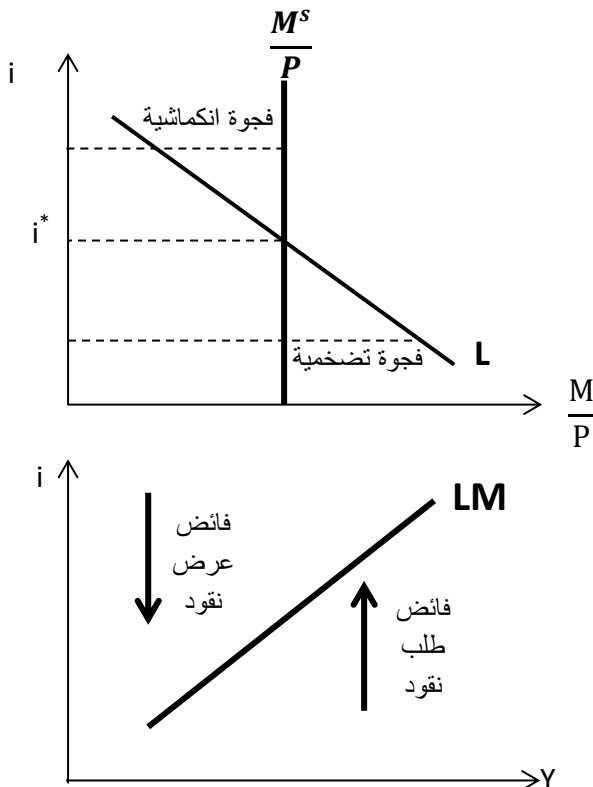 M^s
P
i
فجوة انكماشية
i*
فجوة تضخمية
L
M
P
i
LM
فائض
عرض
نقود
فائض
طلب
نقود
Y